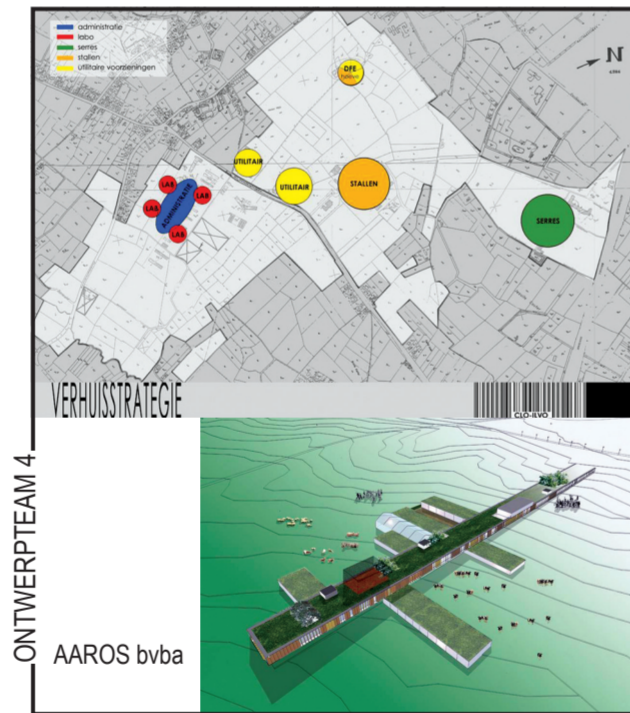 administratie
labo
serres
stallen
utilitaire voorzieningen
N
DFE
UTILITAIR
UTILITAIR
STALLEN
SERRES
LAB
LAB
LAB
LAB
ADMINISTRATIE
VERHUISSTRATEGIE
CLO-ILVO
ONTWERPTEAM 4
AAROS bvba